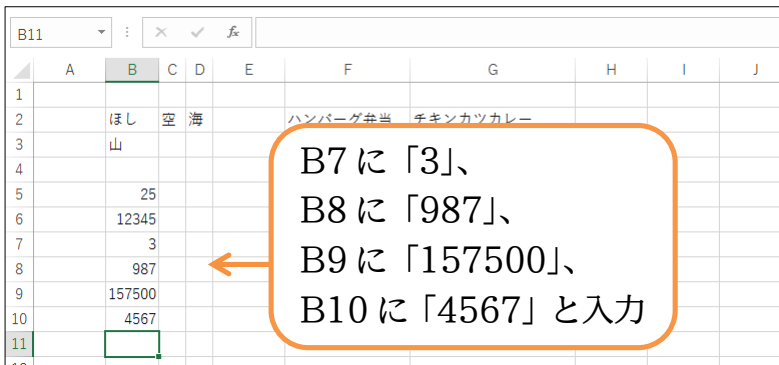 B11 fx
A B C D E F G H I J
1
2 ほし 空 海 ハンバーグ弁当 チキンカツカレー
3 山
4
5 25
6 12345
7 3
8 987
9 157500
10 4567
11
B7 に「3」、
B8 に「987」、
B9 に「157500」、
B10 に「4567」と入力